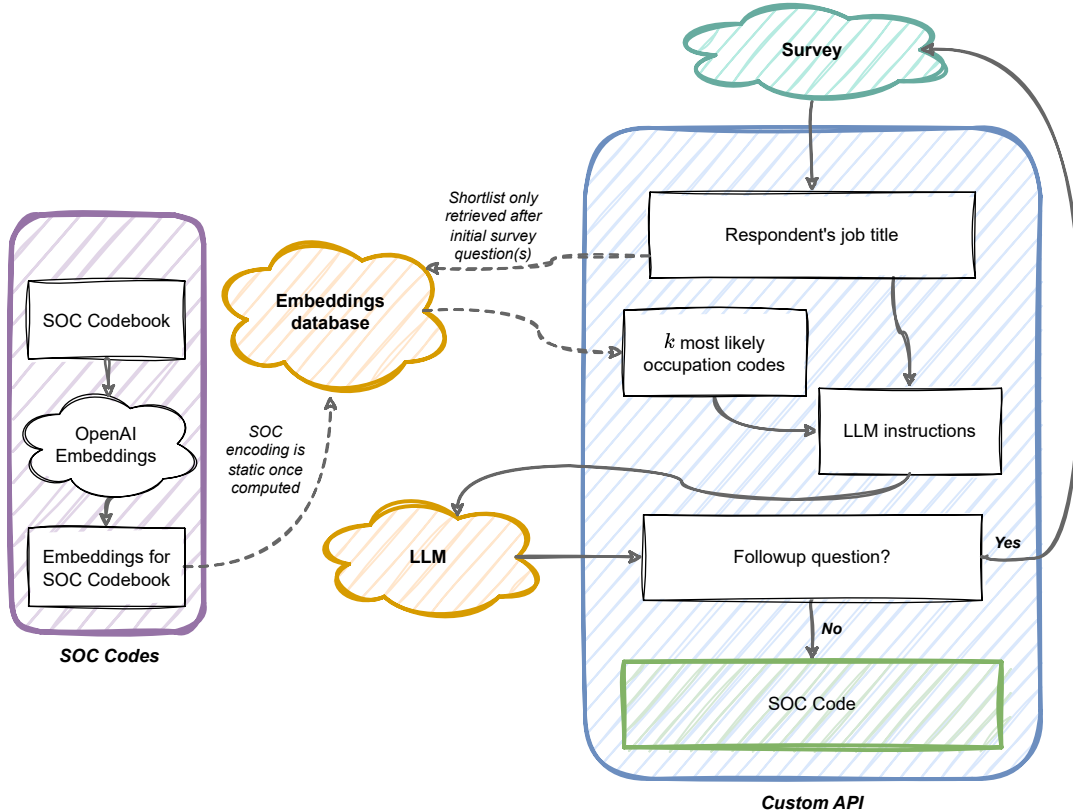 Survey
Shortlist only
retrieved after
initial survey
question(s)
Respondent's job title
Embeddings
database
SOC Codebook
k most likely
occupation codes
OpenAI
Embeddings
SOC
encoding is
static once
computed
LLM instructions
Embeddings for
SOC Codebook
LLM
Followup question?
Yes
No
SOC Codes
SOC Code
Custom API